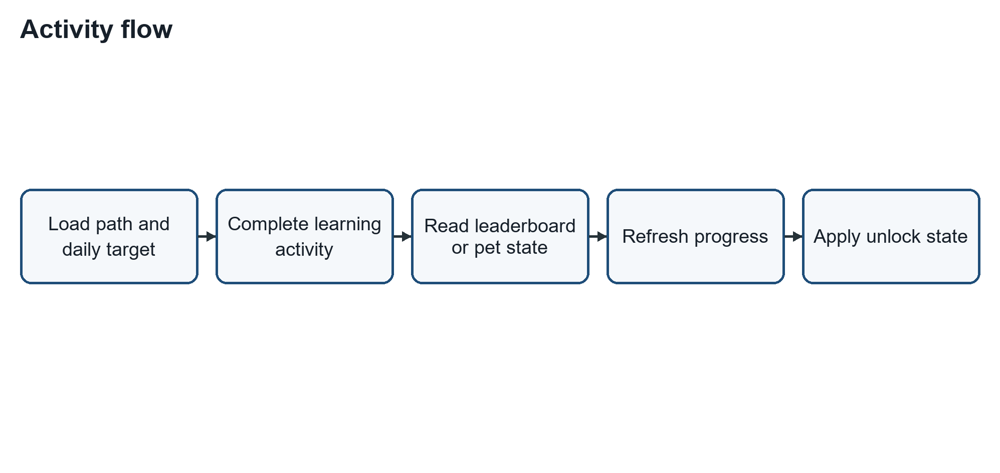 Activity flow
Load path and
daily target
Complete learning
activity
Read leaderboard
or pet state
Refresh progress
Apply unlock state